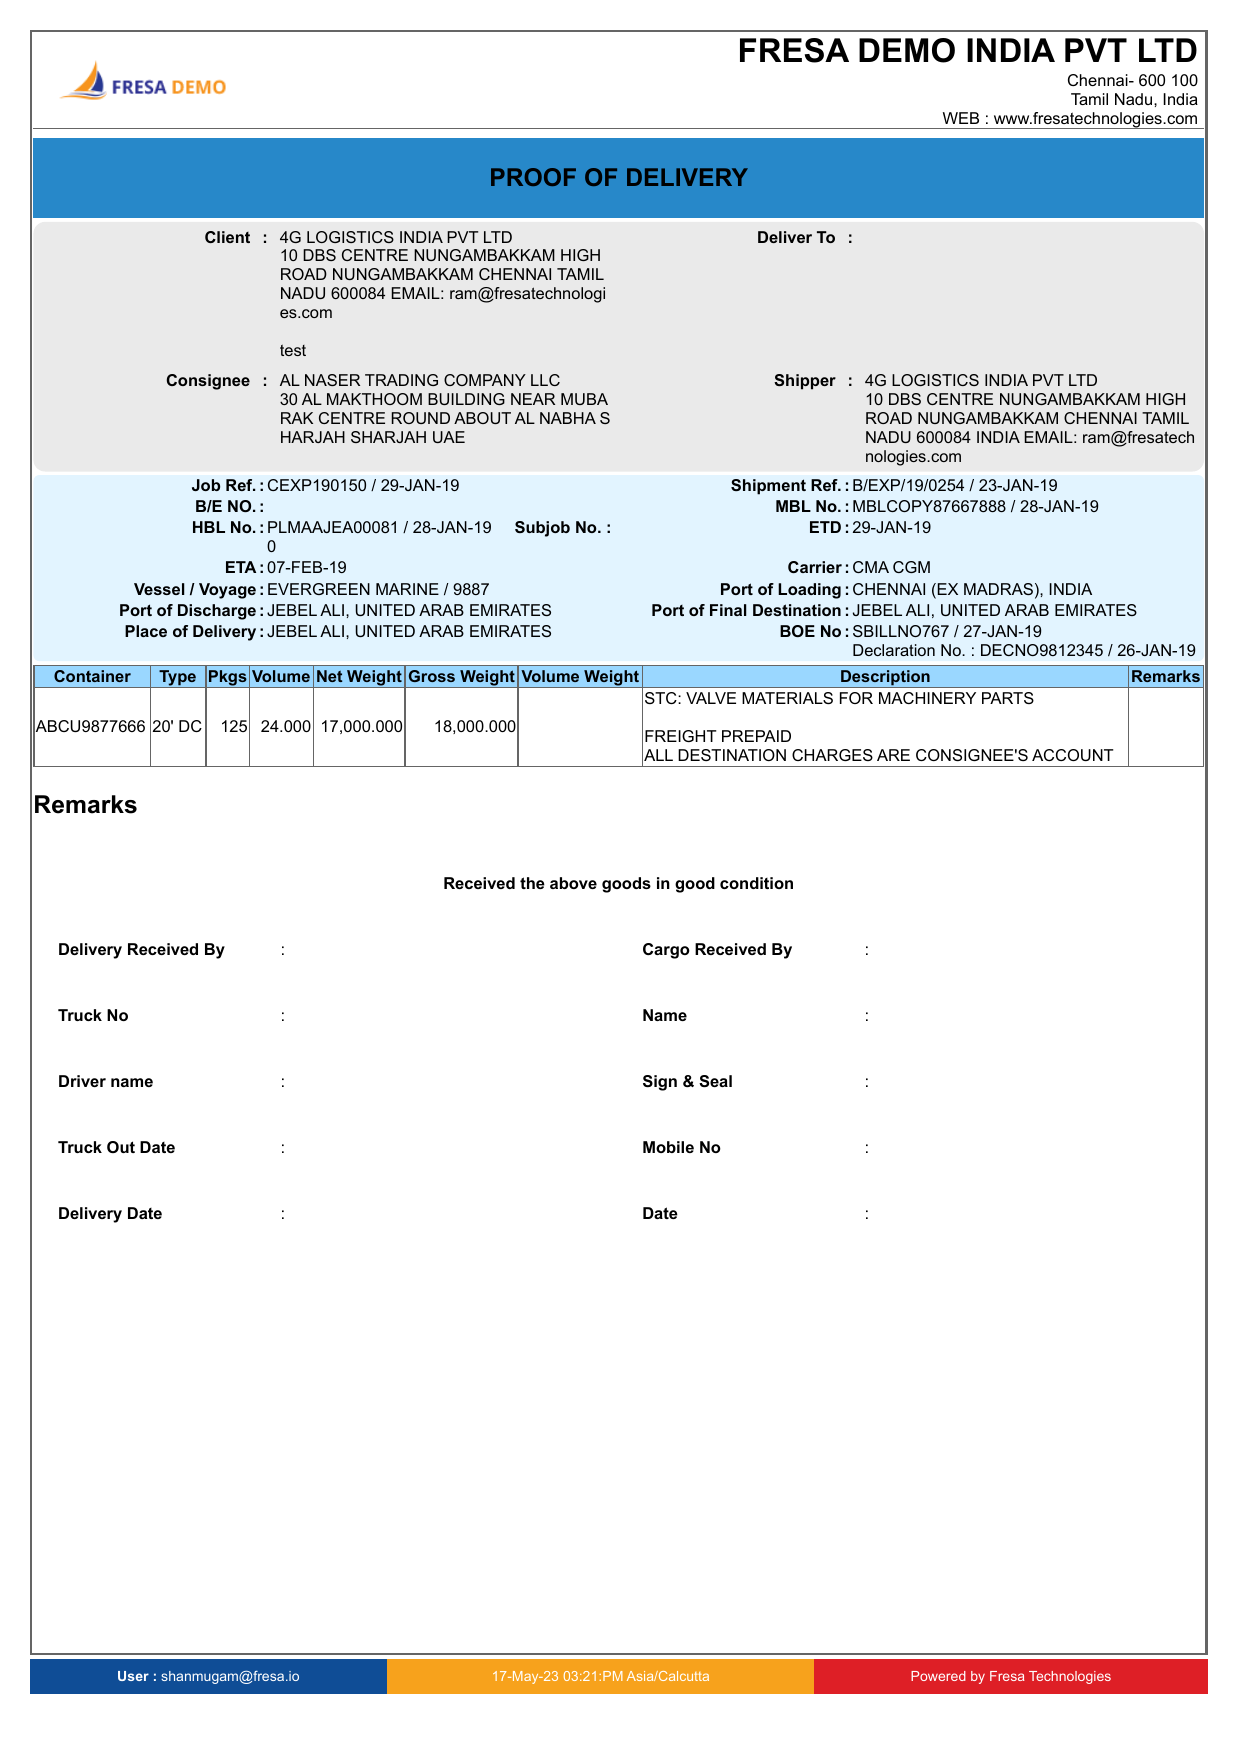 FRESA DEMO
FRESA DEMO INDIA PVT LTD
Chennai- 600 100
Tamil Nadu, India
WEB : www.fresatechnologies.com
PROOF OF DELIVERY
Client : 4G LOGISTICS INDIA PVT LTD
10 DBS CENTRE NUNGAMBAKKAM HIGH
ROAD NUNGAMBAKKAM CHENNAI TAMIL
NADU 600084 EMAIL: ram@fresatechnologi
es.com
test
Deliver To :
Consignee : AL NASER TRADING COMPANY LLC
30 AL MAKTHOOM BUILDING NEAR MUBA
RAK CENTRE ROUND ABOUT AL NABHA S
HARJAH SHARJAH UAE
Shipper : 4G LOGISTICS INDIA PVT LTD
10 DBS CENTRE NUNGAMBAKKAM HIGH
ROAD NUNGAMBAKKAM CHENNAI TAMIL
NADU 600084 INDIA EMAIL: ram@fresatech
nologies.com
Job Ref. : CEXP190150 / 29-JAN-19 Shipment Ref. : B/EXP/19/0254 / 23-JAN-19
B/E NO. : MBL No. : MBLCOPY87667888 / 28-JAN-19
HBL No. : PLMAAJEA00081 / 28-JAN-19 Subjob No. : ETD : 29-JAN-19
0
ETA : 07-FEB-19 Carrier : CMA CGM
Vessel / Voyage : EVERGREEN MARINE / 9887 Port of Loading : CHENNAI (EX MADRAS), INDIA
Port of Discharge : JEBEL ALI, UNITED ARAB EMIRATES Port of Final Destination : JEBEL ALI, UNITED ARAB EMIRATES
Place of Delivery : JEBEL ALI, UNITED ARAB EMIRATES BOE No : SBILLNO767 / 27-JAN-19
Declaration No. : DECNO9812345 / 26-JAN-19
Container Type Pkgs Volume Net Weight Gross Weight Volume Weight Description Remarks
ABCU9877666 20' DC 125 24.000 17,000.000 18,000.000
STC: VALVE MATERIALS FOR MACHINERY PARTS
FREIGHT PREPAID
ALL DESTINATION CHARGES ARE CONSIGNEE'S ACCOUNT
Remarks
Received the above goods in good condition
Delivery Received By : Cargo Received By :
Truck No : Name :
Driver name : Sign & Seal :
Truck Out Date : Mobile No :
Delivery Date : Date :
User : shanmugam@fresa.io 17-May-23 03:21:PM Asia/Calcutta Powered by Fresa Technologies